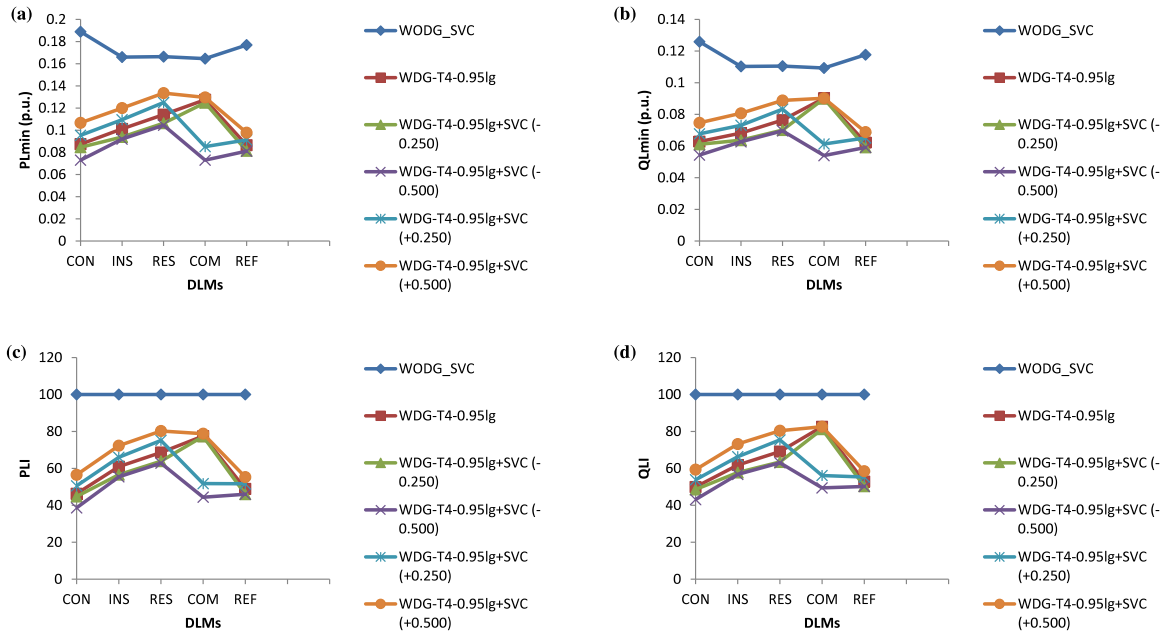 (a)
PLmin (p.u.)
0.2
0.18
0.16
0.14
0.12
0.1
0.08
0.06
0.04
0.02
0
CON INS RES COM REF
DLMs
WODG_SVC
WDG-T4-0.95lg
WDG-T4-0.95lg+SVC (-
0.250)
WDG-T4-0.95lg+SVC (-
0.500)
WDG-T4-0.95lg+SVC
(+0.250)
WDG-T4-0.95lg+SVC
(+0.500)
(b)
QLmin (p.u.)
0.14
0.12
0.1
0.08
0.06
0.04
0.02
0
CON INS RES COM REF
DLMs
WODG_SVC
WDG-T4-0.95lg
WDG-T4-0.95lg+SVC (-
0.250)
WDG-T4-0.95lg+SVC (-
0.500)
WDG-T4-0.95lg+SVC
(+0.250)
WDG-T4-0.95lg+SVC
(+0.500)
(c)
PLI
120
100
80
60
40
20
0
CON INS RES COM REF
DLMs
WODG_SVC
WDG-T4-0.95lg
WDG-T4-0.95lg+SVC (-
0.250)
WDG-T4-0.95lg+SVC (-
0.500)
WDG-T4-0.95lg+SVC
(+0.250)
WDG-T4-0.95lg+SVC
(+0.500)
(d)
QLI
120
100
80
60
40
20
0
CON INS RES COM REF
DLMs
WODG_SVC
WDG-T4-0.95lg
WDG-T4-0.95lg+SVC (-
0.250)
WDG-T4-0.95lg+SVC (-
0.500)
WDG-T4-0.95lg+SVC
(+0.250)
WDG-T4-0.95lg+SVC
(+0.500)